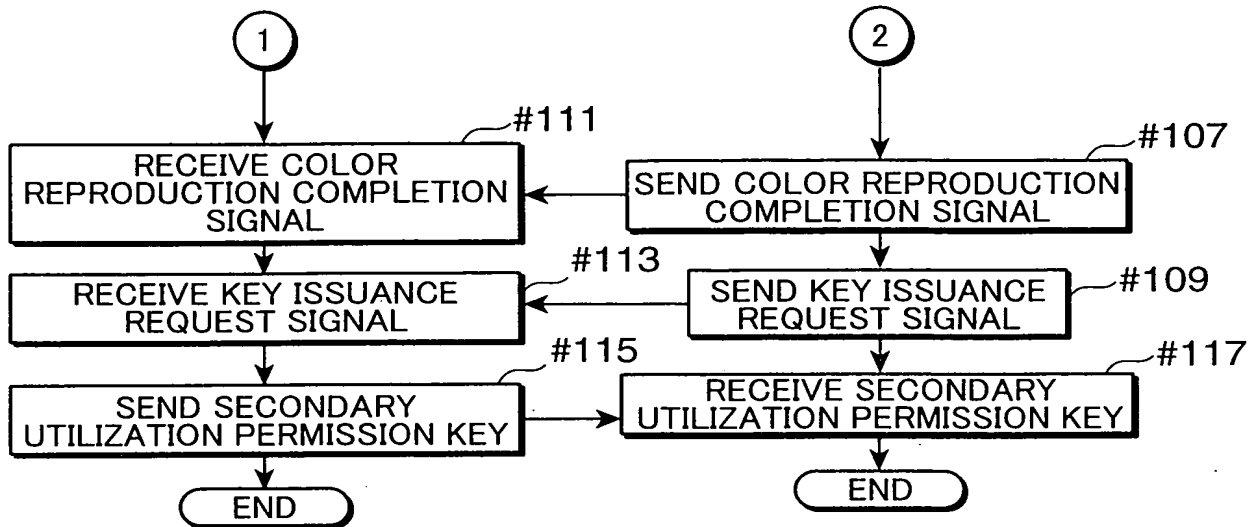 1
2
#111
RECEIVE COLOR
REPRODUCTION COMPLETION
SIGNAL
#107
SEND COLOR REPRODUCTION
COMPLETION SIGNAL
#113
RECEIVE KEY ISSUANCE
REQUEST SIGNAL
#109
SEND KEY ISSUANCE
REQUEST SIGNAL
#115
SEND SECONDARY
UTILIZATION PERMISSION KEY
#117
RECEIVE SECONDARY
UTILIZATION PERMISSION KEY
END
END